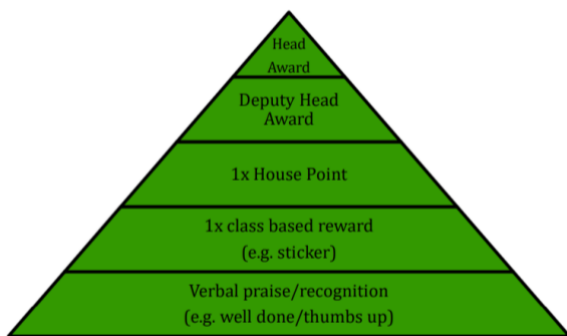 Head
Award
Deputy Head
Award
1x House Point
1x class based reward
(e.g. sticker)
Verbal praise/recognition
(e.g. well done/thumbs up)